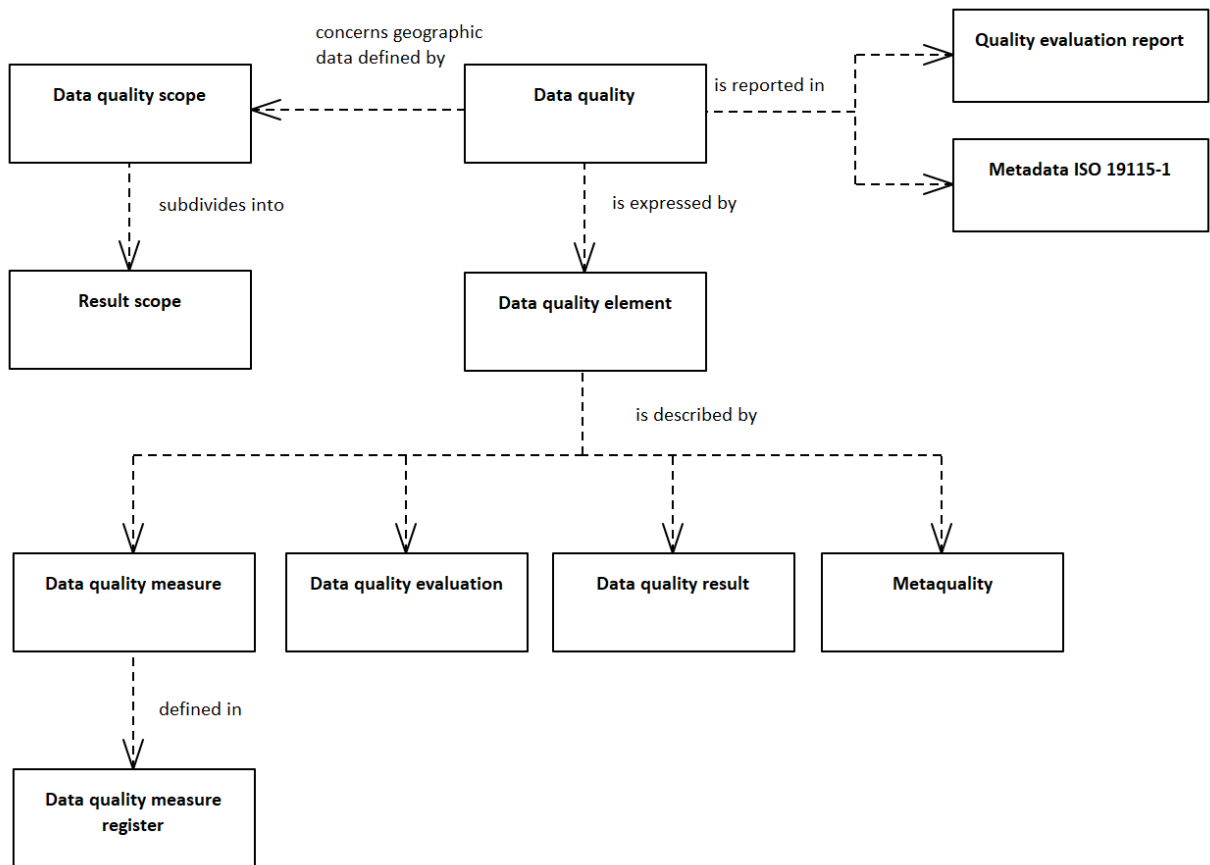 concerns geographic
data defined by
Quality evaluation report
Data quality scope
Data quality
is reported in
Metadata ISO 19115-1
subdivides into
is expressed by
Result scope
Data quality element
is described by
Data quality measure
Data quality evaluation
Data quality result
Metaquality
defined in
Data quality measure
register